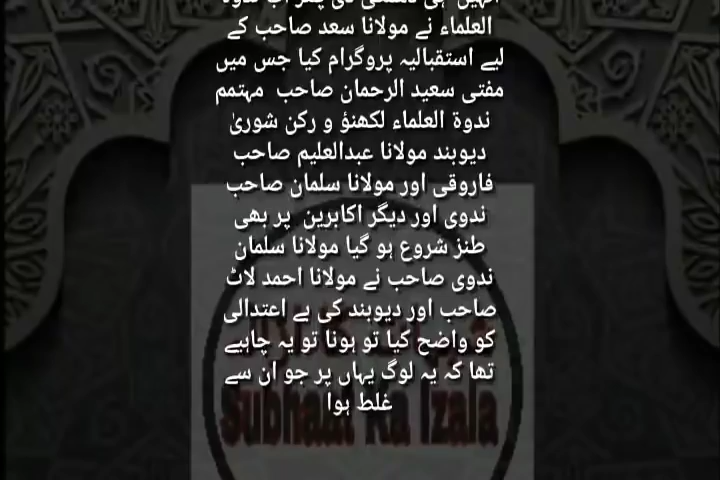 العلماء نے مولانا سعد صاحب کے
لیے استقبالیہ پروگرام کیا جس میں
مفتی سعید الرحمان صاحب مہتمم
ندوۃ العلماء لکھنؤ و رکن شوریٰ
دیوبند مولانا عبدالعلیم صاحب
فاروقی اور مولانا سلمان صاحب
ندوی اور دیگر اکابرین پر بھی
طنز شروع ہو گیا مولانا سلمان
ندوی صاحب نے مولانا احمد لاٹ
صاحب اور دیوبند کی بے اعتدالی
کو واضح کیا تو ہونا تو یہ چاہیے
تھا کہ یہ لوگ یہاں پر جو ان سے
غلط ہوا
Subhaat Ka Izala